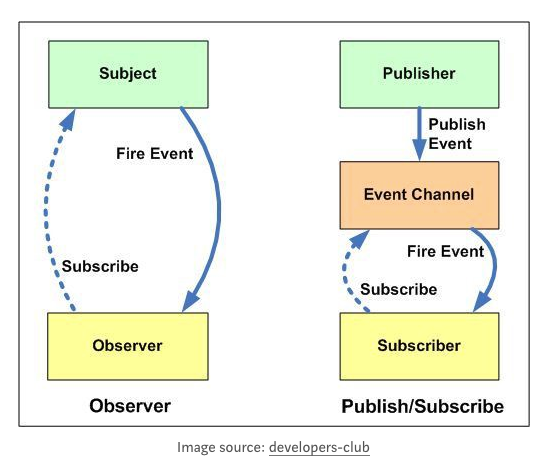 Subject
Fire Event
Subscribe
Observer
Observer
Publisher
Publish
Event
Event Channel
Fire Event
Subscribe
Subscriber
Publish/Subscribe
Image source: developers-club